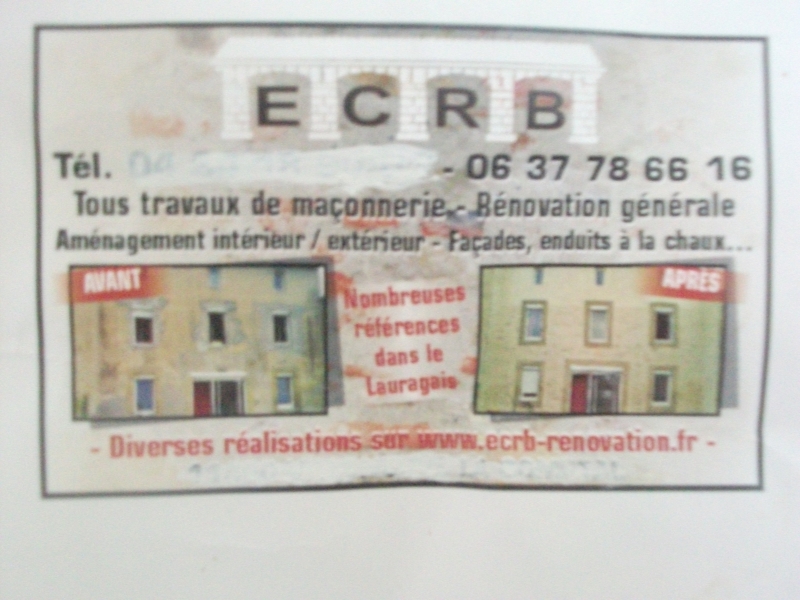 ECRB
Tél. - 06 37 78 66 16
Tous travaux de maçonnerie - Rénovation générale
Aménagement intérieur / extérieur - Façades, enduits à la chaux...
AVANT
Nombreuses
références
dans le
Lauragais
APRÈS
- Diverses réalisations sur www.ecrb-renovation.fr -